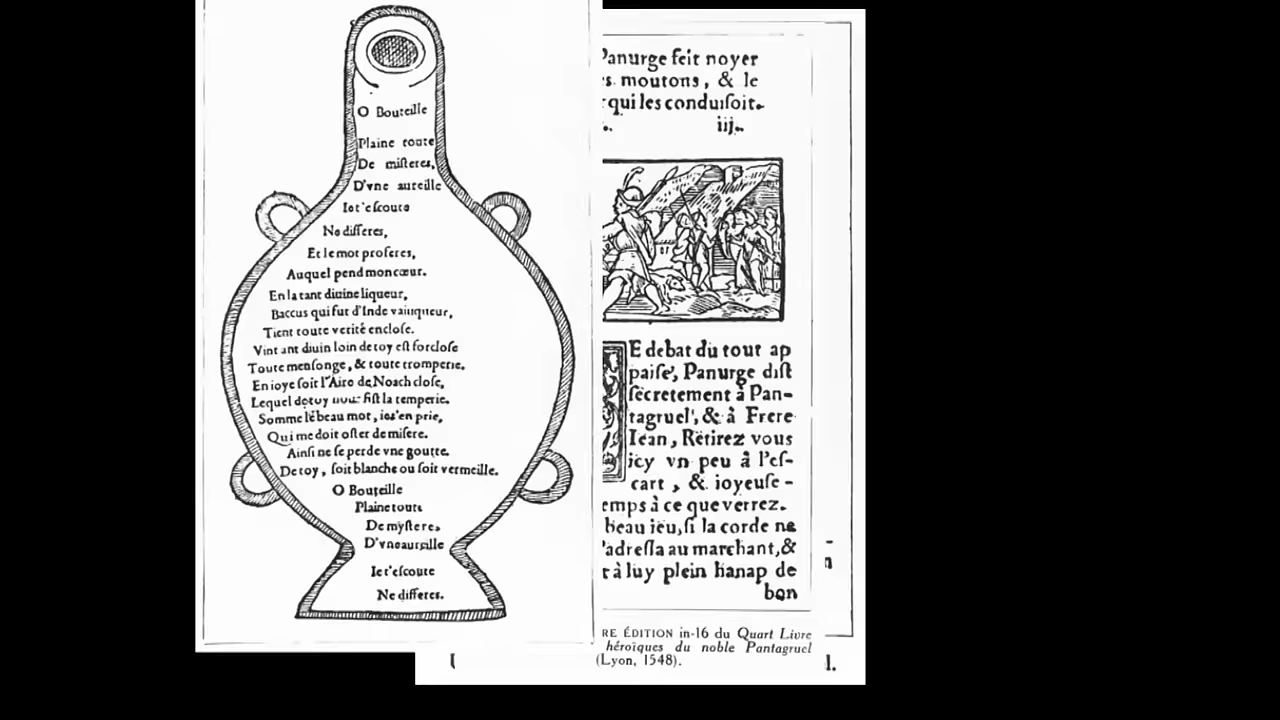 O Bouteille
Plaine toute
De misteres,
D'vne aureille
Ie t'escoute
Ne differes,
Et le mot proferes,
Auquel pend mon cœur.
En la tant diuine liqueur,
Baccus qui fut d'Inde vainqueur,
Tient toute verité enclose.
Vint ant diuin loin de toy est forclose
Toute mensonge, & toute tromperie.
En ioye soit l'Aire de Noach close,
Lequel de toy nous fist la temperie.
Somme le beau mot, ie t'en prie,
Qui me doit oster de misere.
Ainsi ne se perde vne goutte.
De toy, soit blanche ou soit vermeille.
O Bouteille
Plaine toute
De mysteres
D'vne aureille
Ie t'escoute
Ne differes.
Panurge feit noyer
s moutons, & le
qui les conduisoit.
iij.
E debat du tout ap
paisé, Panurge dist
secretement à Pan-
tagruel, & à Frere
Iean, Retirez vous
icy vn peu à l'es-
cart, & ioyeuse-
emps à ce que verrez.
beau ieu, si la corde ne
'adressa au marchant, &
t à luy plein hanap de
bon
RE ÉDITION in-16 du Quart Livre
héroïques du noble Pantagruel
(Lyon, 1548).